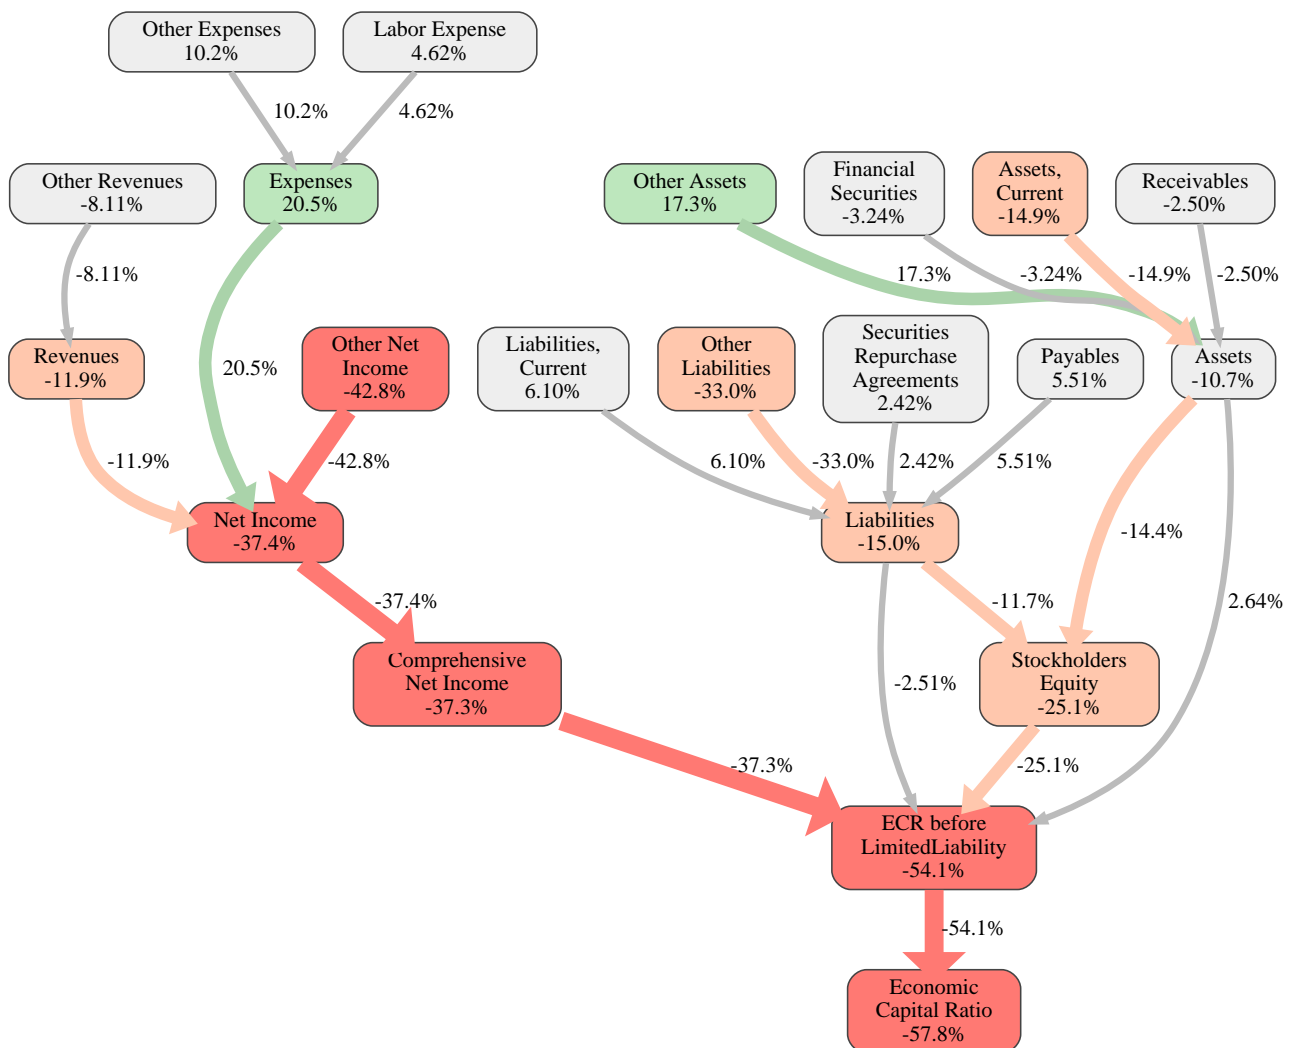 Other Expenses
10.2%
Labor Expense
4.62%
10.2%
4.62%
Other Revenues
-8.11%
Expenses
20.5%
Other Assets
17.3%
Financial
Securities
-3.24%
Assets,
Current
-14.9%
Receivables
-2.50%
-8.11%
17.3%
-3.24%
-14.9%
-2.50%
Revenues
-11.9%
20.5%
Other Net
Income
-42.8%
Liabilities,
Current
6.10%
Other
Liabilities
-33.0%
Securities
Repurchase
Agreements
2.42%
Payables
5.51%
Assets
-10.7%
-11.9%
-42.8%
6.10%
-33.0%
2.42%
5.51%
Net Income
-37.4%
Liabilities
-15.0%
-14.4%
-37.4%
-11.7%
2.64%
Comprehensive
Net Income
-37.3%
-2.51%
Stockholders
Equity
-25.1%
-37.3%
-25.1%
ECR before
LimitedLiability
-54.1%
-54.1%
Economic
Capital Ratio
-57.8%